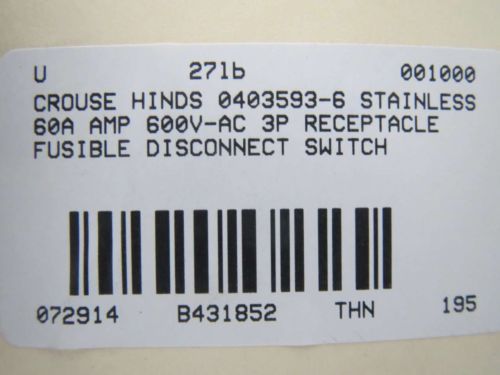 U 27lb 001000
CROUSE HINDS 0403593-6 STAINLESS
60A AMP 600V-AC 3P RECEPTACLE
FUSIBLE DISCONNECT SWITCH
072914 B431852 THN 195